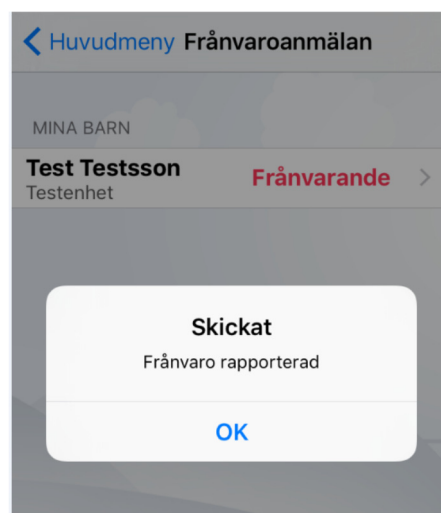 Huvudmeny Frånvaroanmälan
MINA BARN
Test Testsson
Frånvarande
Testenhet
Skickat
Frånvaro rapporterad
OK